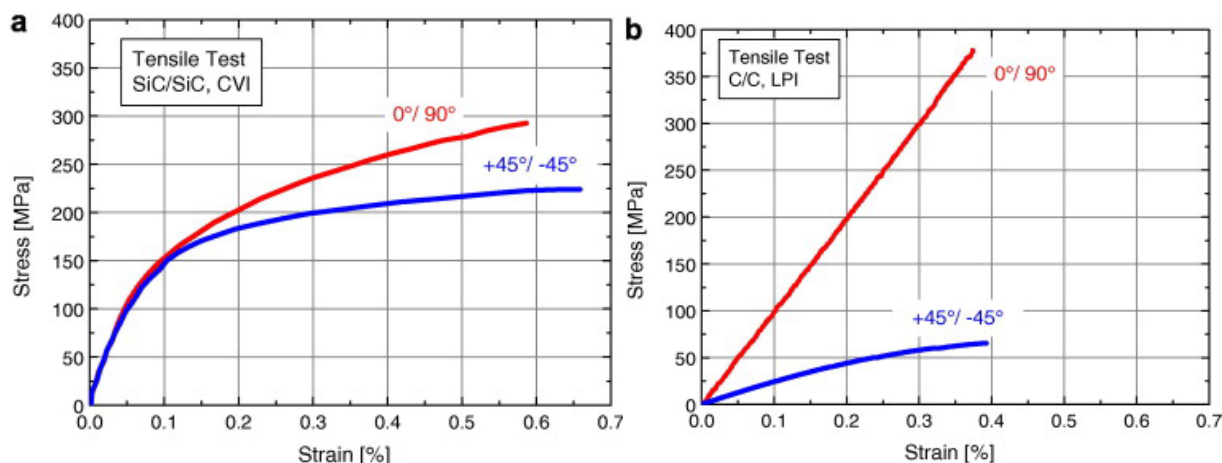 a
400
350
300
250
200
150
100
50
0
Stress [MPa]
Tensile Test
SiC/SiC, CVI
0°/ 90°
+45°/ -45°
0.0 0.1 0.2 0.3 0.4 0.5 0.6 0.7
Strain [%]
b
400
350
300
250
200
150
100
50
0
Stress [MPa]
Tensile Test
C/C, LPI
0°/ 90°
+45°/ -45°
0.0 0.1 0.2 0.3 0.4 0.5 0.6 0.7
Strain [%]